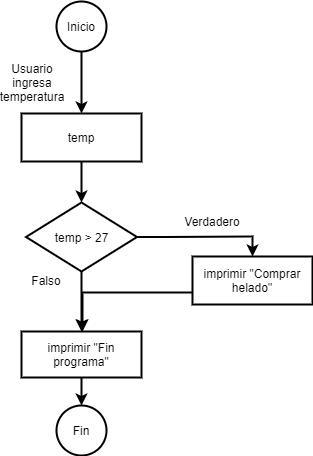 Inicio
Usuario
ingresa
temperatura
temp
temp > 27
Verdadero
Falso
imprimir "Comprar
helado"
imprimir "Fin
programa"
Fin